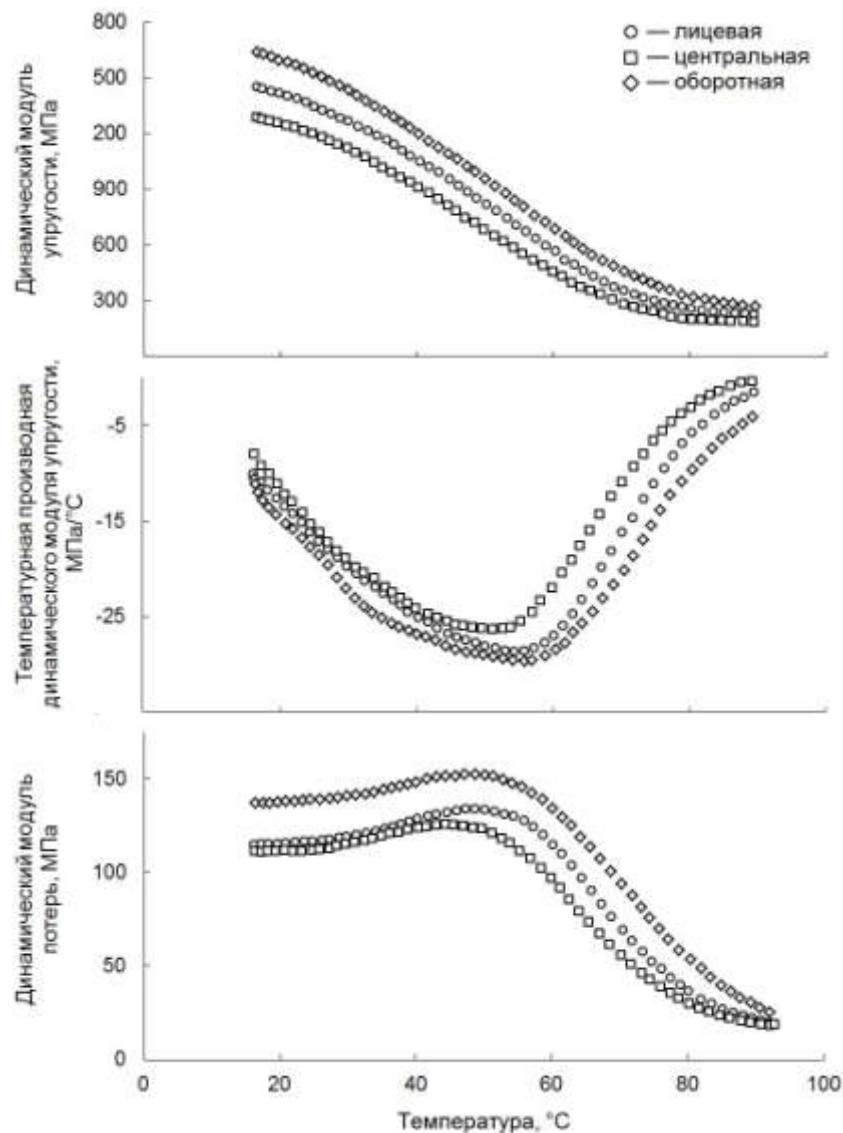 800
500
200
900
600
300
Динамический модуль
упругости, МПа
○ — лицевая
□ — центральная
◇ — оборотная
-5
-15
-25
Температурная производная
динамического модуля упругости,
МПа/°С
150
100
50
0
Динамический модуль
потерь, МПа
0 20 40 60 80 100
Температура, °С